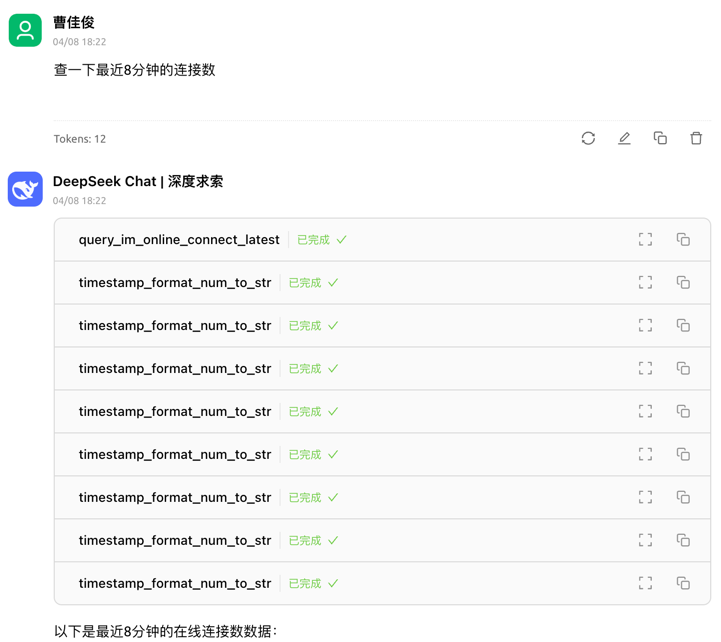 曹佳俊
04/08 18:22
查一下最近8分钟的连接数
Tokens: 12
DeepSeek Chat | 深度求索
04/08 18:22
query_im_online_connect_latest 已完成
timestamp_format_num_to_str 已完成
timestamp_format_num_to_str 已完成
timestamp_format_num_to_str 已完成
timestamp_format_num_to_str 已完成
timestamp_format_num_to_str 已完成
timestamp_format_num_to_str 已完成
timestamp_format_num_to_str 已完成
timestamp_format_num_to_str 已完成
以下是最近8分钟的在线连接数数据：